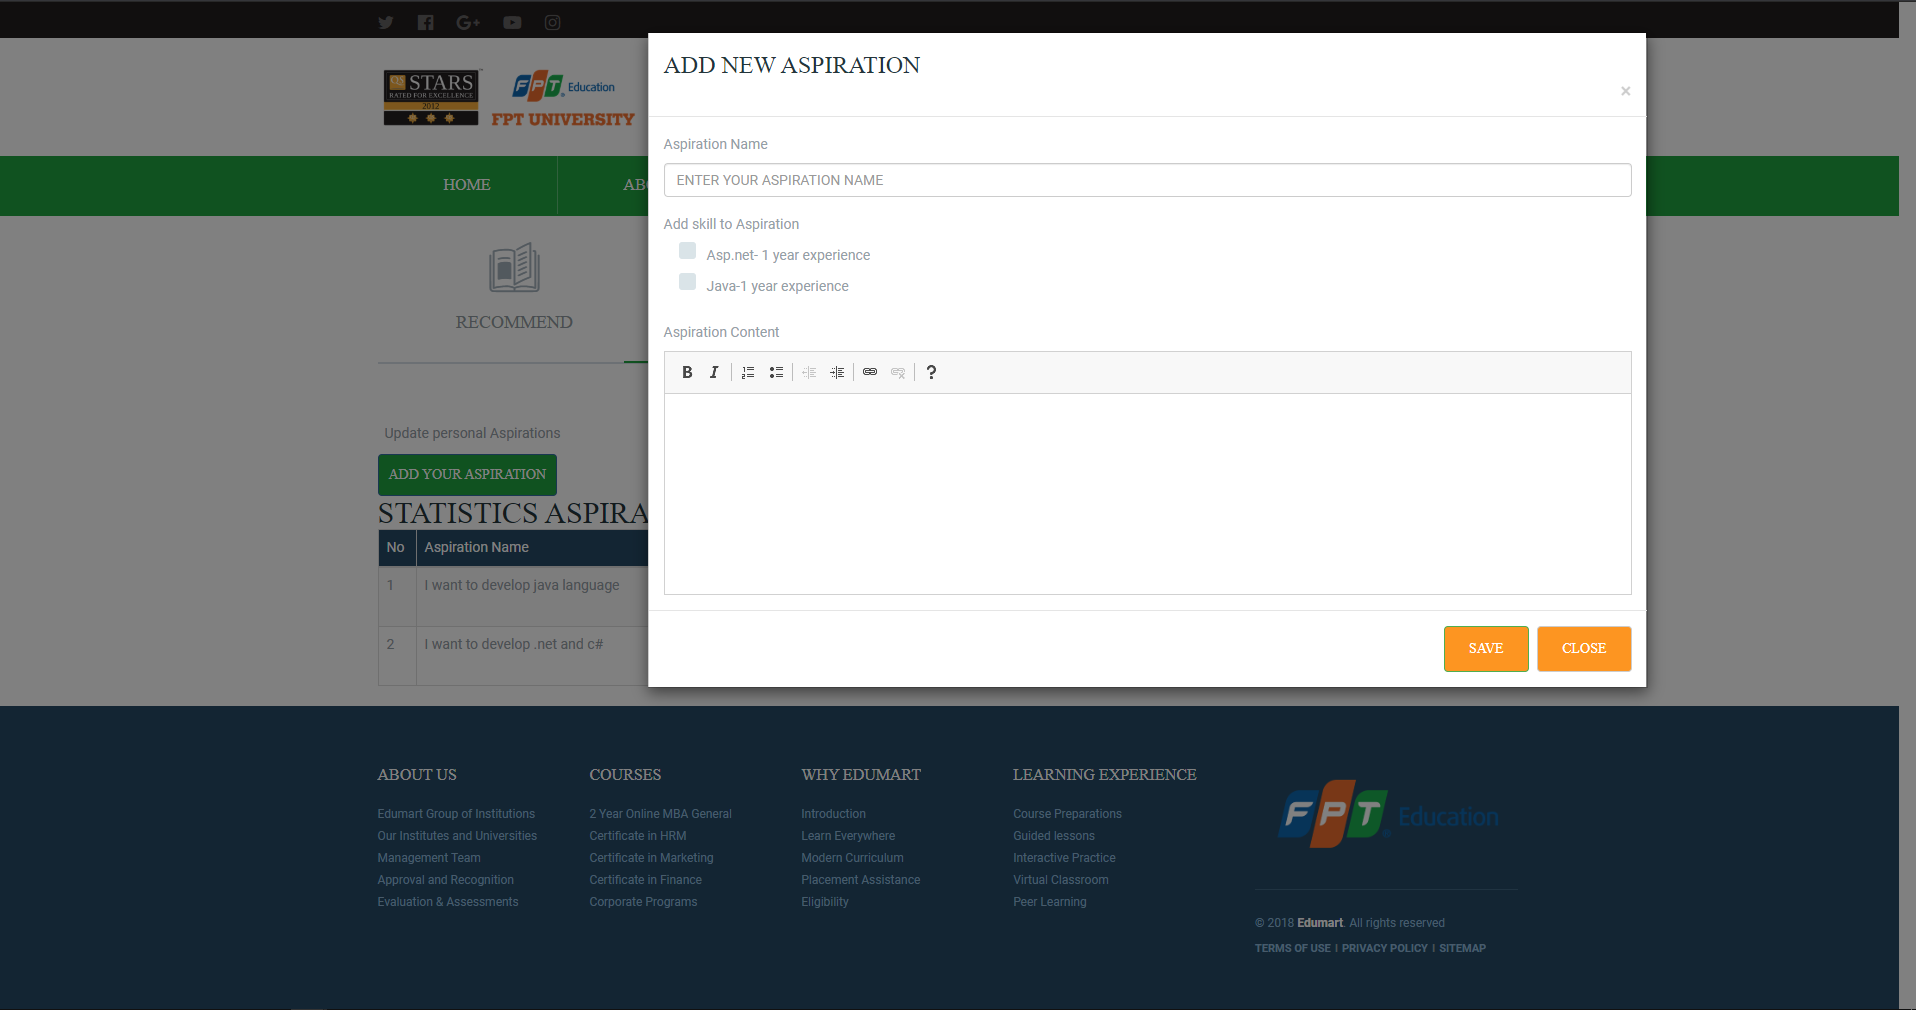 QS STARS
RATED FOR EXCELLENCE
2012
FPT Education
FPT UNIVERSITY
HOME
RECOMMEND
Update personal Aspirations
ADD YOUR ASPIRATION
STATISTICS ASPIRA
No Aspiration Name
1 I want to develop java language
2 I want to develop .net and c#
ADD NEW ASPIRATION
×
Aspiration Name
ENTER YOUR ASPIRATION NAME
Add skill to Aspiration
Asp.net- 1 year experience
Java-1 year experience
Aspiration Content
B I ?
SAVE CLOSE
ABOUT US
Edumart Group of Institutions
Our Institutes and Universities
Management Team
Approval and Recognition
Evaluation & Assessments
COURSES
2 Year Online MBA General
Certificate in HRM
Certificate in Marketing
Certificate in Finance
Corporate Programs
WHY EDUMART
Introduction
Learn Everywhere
Modern Curriculum
Placement Assistance
Eligibility
LEARNING EXPERIENCE
Course Preparations
Guided lessons
Interactive Practice
Virtual Classroom
Peer Learning
FPT Education
© 2018 Edumart. All rights reserved
TERMS OF USE | PRIVACY POLICY | SITEMAP